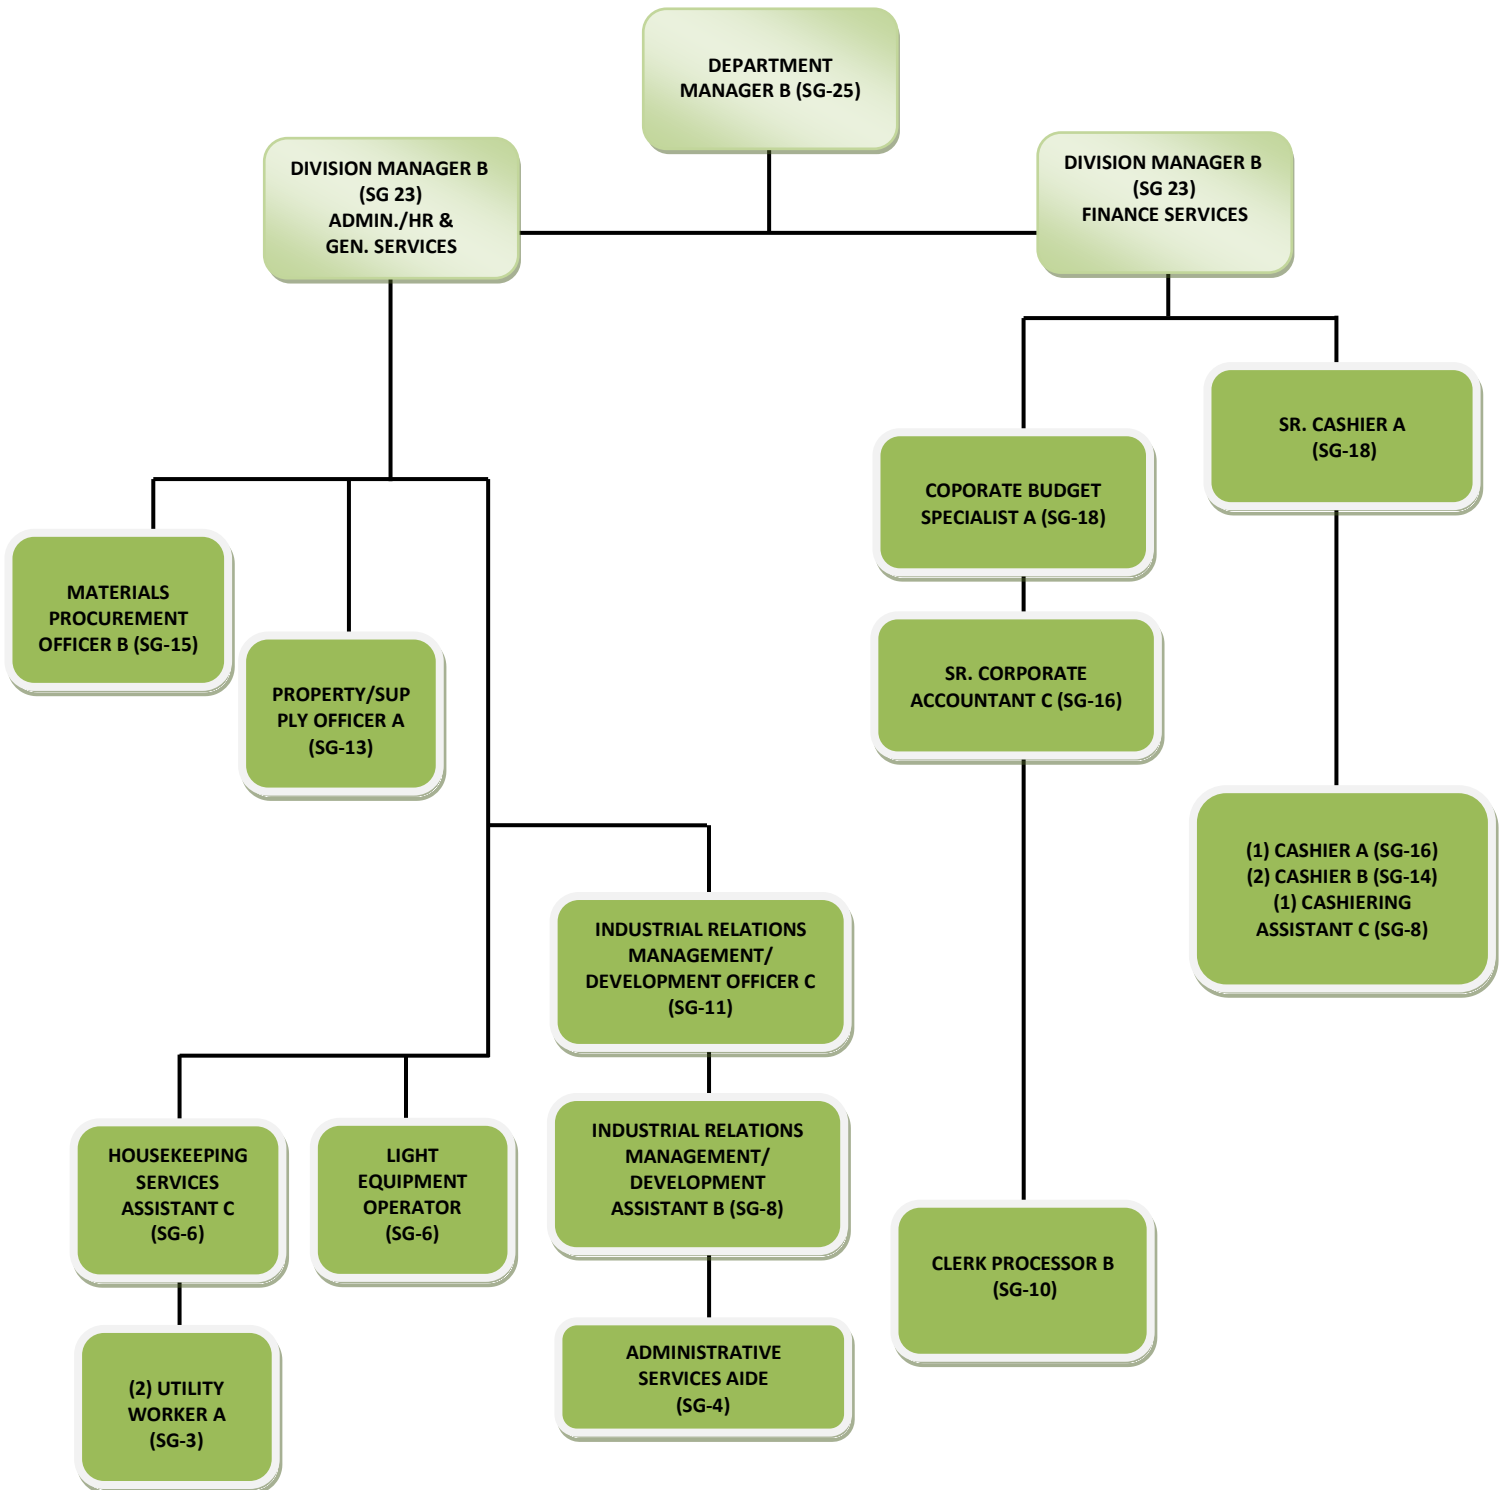 DEPARTMENT
MANAGER B (SG-25)
DIVISION MANAGER B
(SG 23)
ADMIN./HR &
GEN. SERVICES
DIVISION MANAGER B
(SG 23)
FINANCE SERVICES
SR. CASHIER A
(SG-18)
COPORATE BUDGET
SPECIALIST A (SG-18)
MATERIALS
PROCUREMENT
OFFICER B (SG-15)
PROPERTY/SUP
PLY OFFICER A
(SG-13)
SR. CORPORATE
ACCOUNTANT C (SG-16)
(1) CASHIER A (SG-16)
(2) CASHIER B (SG-14)
(1) CASHIERING
ASSISTANT C (SG-8)
INDUSTRIAL RELATIONS
MANAGEMENT/
DEVELOPMENT OFFICER C
(SG-11)
HOUSEKEEPING
SERVICES
ASSISTANT C
(SG-6)
LIGHT
EQUIPMENT
OPERATOR
(SG-6)
INDUSTRIAL RELATIONS
MANAGEMENT/
DEVELOPMENT
ASSISTANT B (SG-8)
CLERK PROCESSOR B
(SG-10)
(2) UTILITY
WORKER A
(SG-3)
ADMINISTRATIVE
SERVICES AIDE
(SG-4)